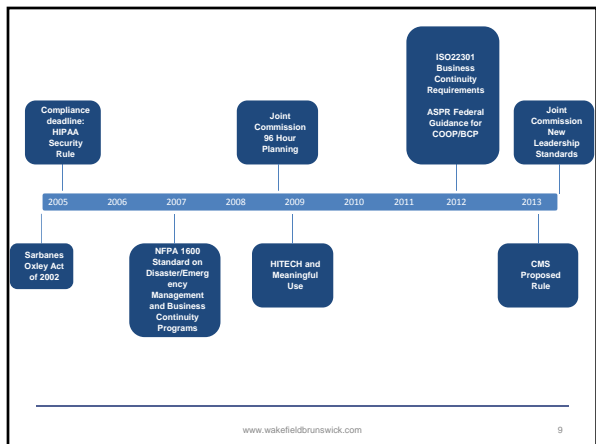 Compliance
deadline:
HIPAA
Security
Rule
Joint
Commission
96 Hour
Planning
ISO22301
Business
Continuity
Requirements
ASPR Federal
Guidance for
COOP/BCP
Joint
Commission
New
Leadership
Standards
2005 2006 2007 2008 2009 2010 2011 2012 2013
Sarbanes
Oxley Act
of 2002
NFPA 1600
Standard on
Disaster/Emerg
ency
Management
and Business
Continuity
Programs
HITECH and
Meaningful
Use
CMS
Proposed
Rule
www.wakefieldbrunswick.com 9